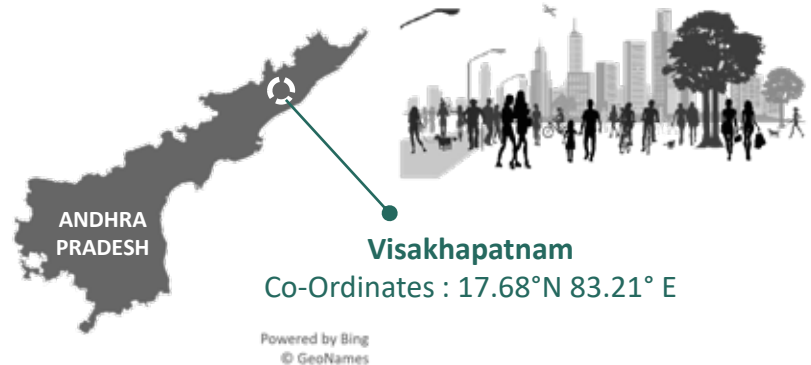 ANDHRA
PRADESH
Visakhapatnam
Co-Ordinates : 17.68°N 83.21° E
Powered by Bing
© GeoNames